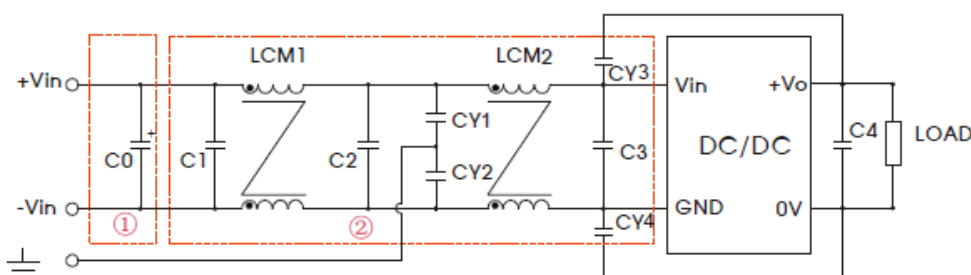 LCM1
LCM2
+Vin
CY3
Vin
+Vo
C0
+
C1
C2
CY1
CY2
C3
DC/DC
C4
LOAD
-Vin
①
②
CY4
GND
0V